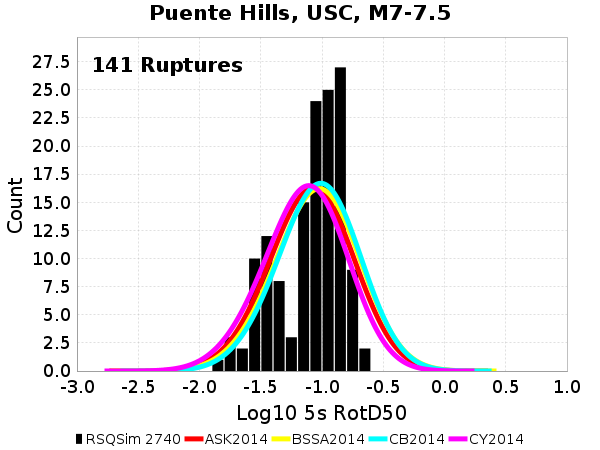 Puente Hills, USC, M7-7.5
141 Ruptures
Count
27.5
25.0
22.5
20.0
17.5
15.0
12.5
10.0
7.5
5.0
2.5
0.0
-3.0 -2.5 -2.0 -1.5 -1.0 -0.5 0.0 0.5 1.0
Log10 5s RotD50
RSQSim 2740 ASK2014 BSSA2014 CB2014 CY2014